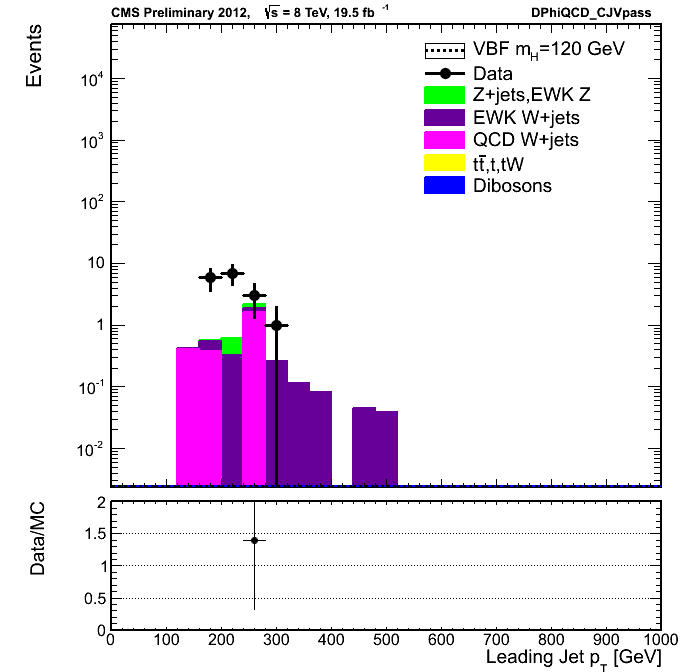 CMS Preliminary 2012, √s = 8 TeV, 19.5 fb⁻¹ DPhiQCD_CJVpass
Events
VBF m_H=120 GeV
Data
Z+jets,EWK Z
EWK W+jets
QCD W+jets
tt̄,t,tW
Dibosons
10⁴
10³
10²
10
1
10⁻¹
10⁻²
Data/MC
2
1.5
1
0.5
0
0 100 200 300 400 500 600 700 800 900 1000
Leading Jet p_T [GeV]